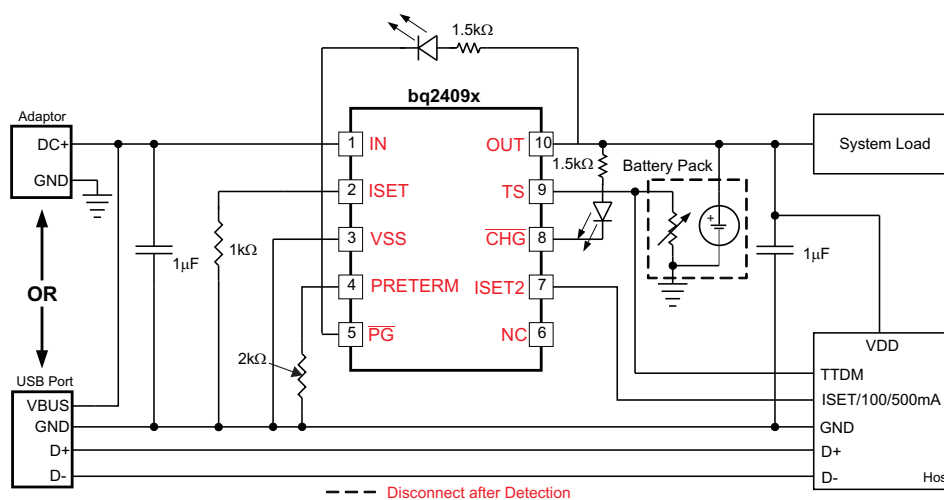 1.5kΩ
bq2409x
Adaptor
DC+
GND
1 IN
OUT 10
System Load
1.5kΩ
Battery Pack
2 ISET
TS 9
+
3 VSS
CHG 8
1kΩ
1μF
1μF
OR
4 PRETERM
ISET2 7
5 PG
NC 6
2kΩ
VDD
USB Port
TTDM
VBUS
ISET/100/500mA
GND
GND
D+
D+
D-
D-
Hos
Disconnect after Detection